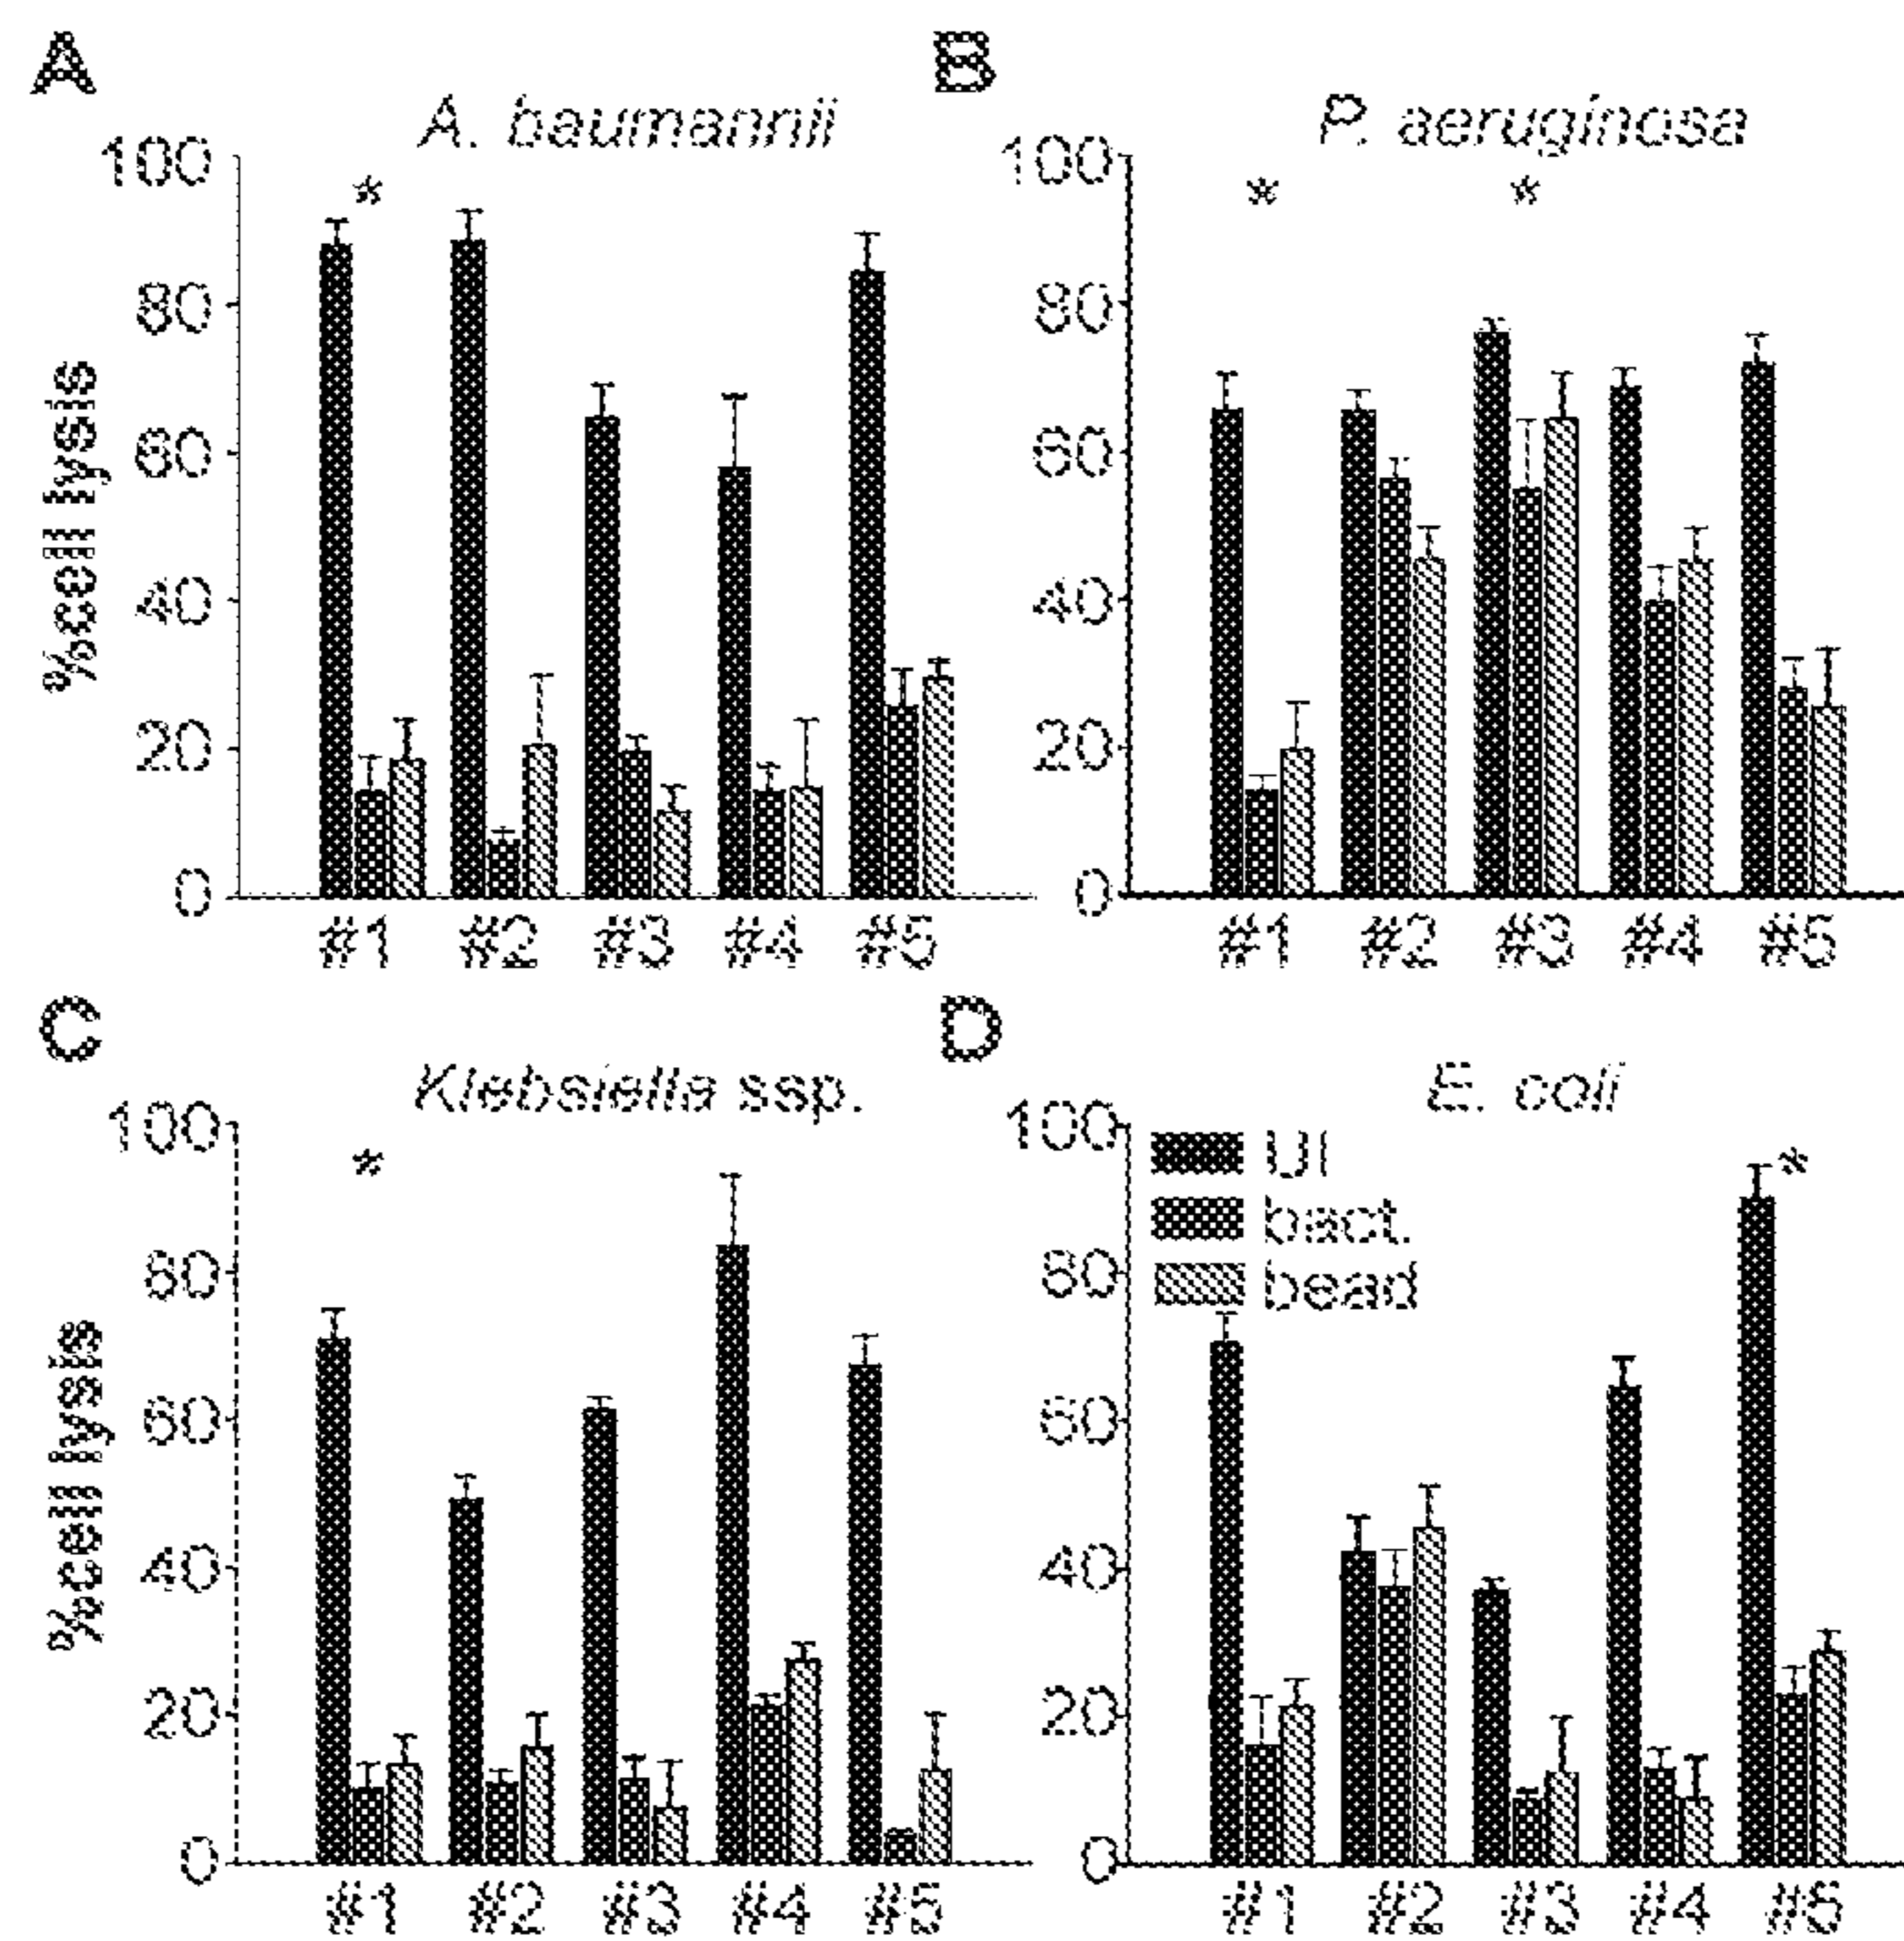 A
A. baumannii
*
100
80
60
40
20
0
%cell lysis
#1 #2 #3 #4 #5
B
P. aeruginosa
* *
100
80
60
40
20
0
#1 #2 #3 #4 #5
C
Klebsiella ssp.
*
100
80
60
40
20
0
%cell lysis
#1 #2 #3 #4 #5
D
E. coli
UI
bact.
bead
*
100
80
60
40
20
0
#1 #2 #3 #4 #5